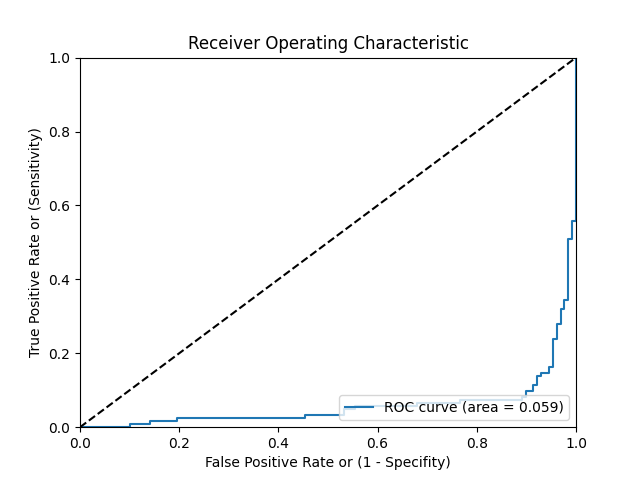 Receiver Operating Characteristic
1.0
0.8
0.6
0.4
0.2
0.0
True Positive Rate or (Sensitivity)
ROC curve (area = 0.059)
0.0 0.2 0.4 0.6 0.8 1.0
False Positive Rate or (1 - Specifity)